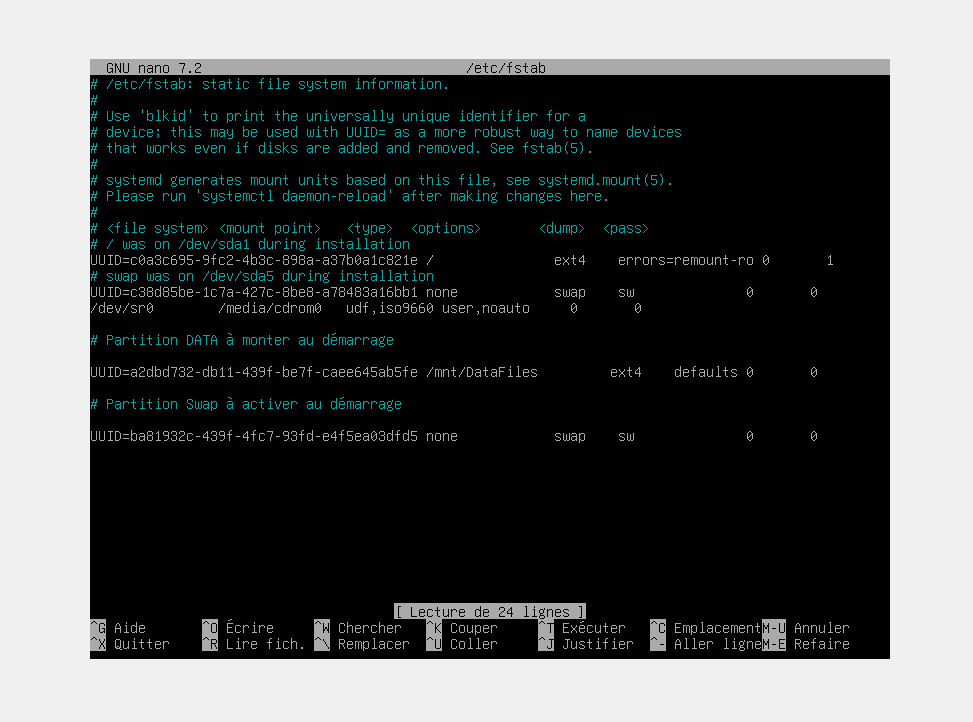 GNU nano 7.2 /etc/fstab
# /etc/fstab: static file system information.
#
# Use 'blkid' to print the universally unique identifier for a
# device; this may be used with UUID= as a more robust way to name devices
# that works even if disks are added and removed. See fstab(5).
#
# systemd generates mount units based on this file, see systemd.mount(5).
# Please run 'systemctl daemon-reload' after making changes here.
#
# <file system> <mount point>   <type>  <options>       <dump>  <pass>
# / was on /dev/sda1 during installation
UUID=c0a3c695-9fc2-4b3c-898a-a37b0a1c821e /               ext4    errors=remount-ro 0       1
# swap was on /dev/sda5 during installation
UUID=c38d85be-1c7a-427c-8be8-a78483a16bb1 none            swap    sw              0       0
/dev/sr0        /media/cdrom0   udf,iso9660 user,noauto     0       0
# Partition DATA à monter au démarrage
UUID=a2dbd732-db11-439f-be7f-caee645ab5fe /mnt/DataFiles         ext4    defaults 0       0
# Partition Swap à activer au démarrage
UUID=ba81932c-439f-4fc7-93fd-e4f5ea03dfd5 none            swap    sw              0       0
[ Lecture de 24 lignes ]
^G Aide ^O Écrire ^W Chercher ^K Couper ^T Exécuter ^C Emplacement M-U Annuler
^X Quitter ^R Lire fich. ^\ Remplacer ^U Coller ^J Justifier ^- Aller ligne M-E Refaire